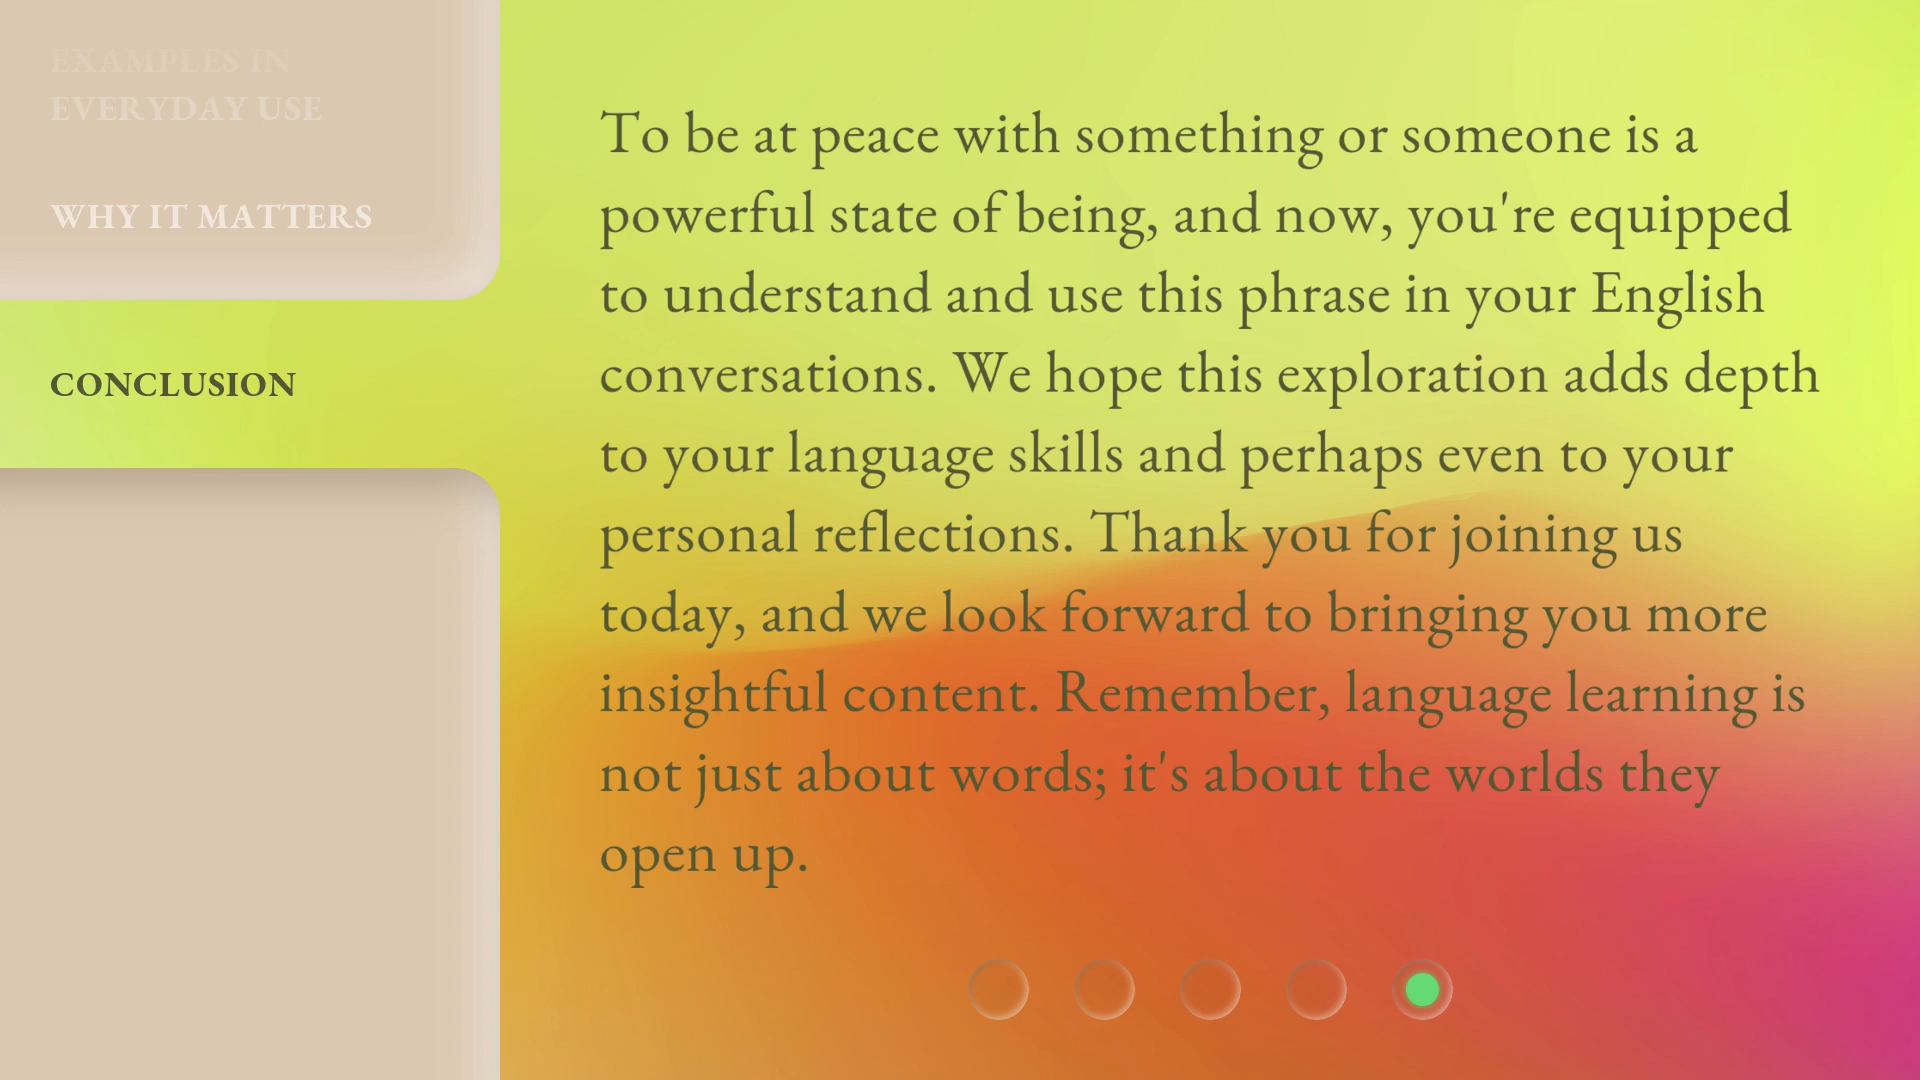 EXAMPLES IN
EVERYDAY USE
WHY IT MATTERS
CONCLUSION
To be at peace with something or someone is a
powerful state of being, and now, you're equipped
to understand and use this phrase in your English
conversations. We hope this exploration adds depth
to your language skills and perhaps even to your
personal reflections. Thank you for joining us
today, and we look forward to bringing you more
insightful content. Remember, language learning is
not just about words; it's about the worlds they
open up.